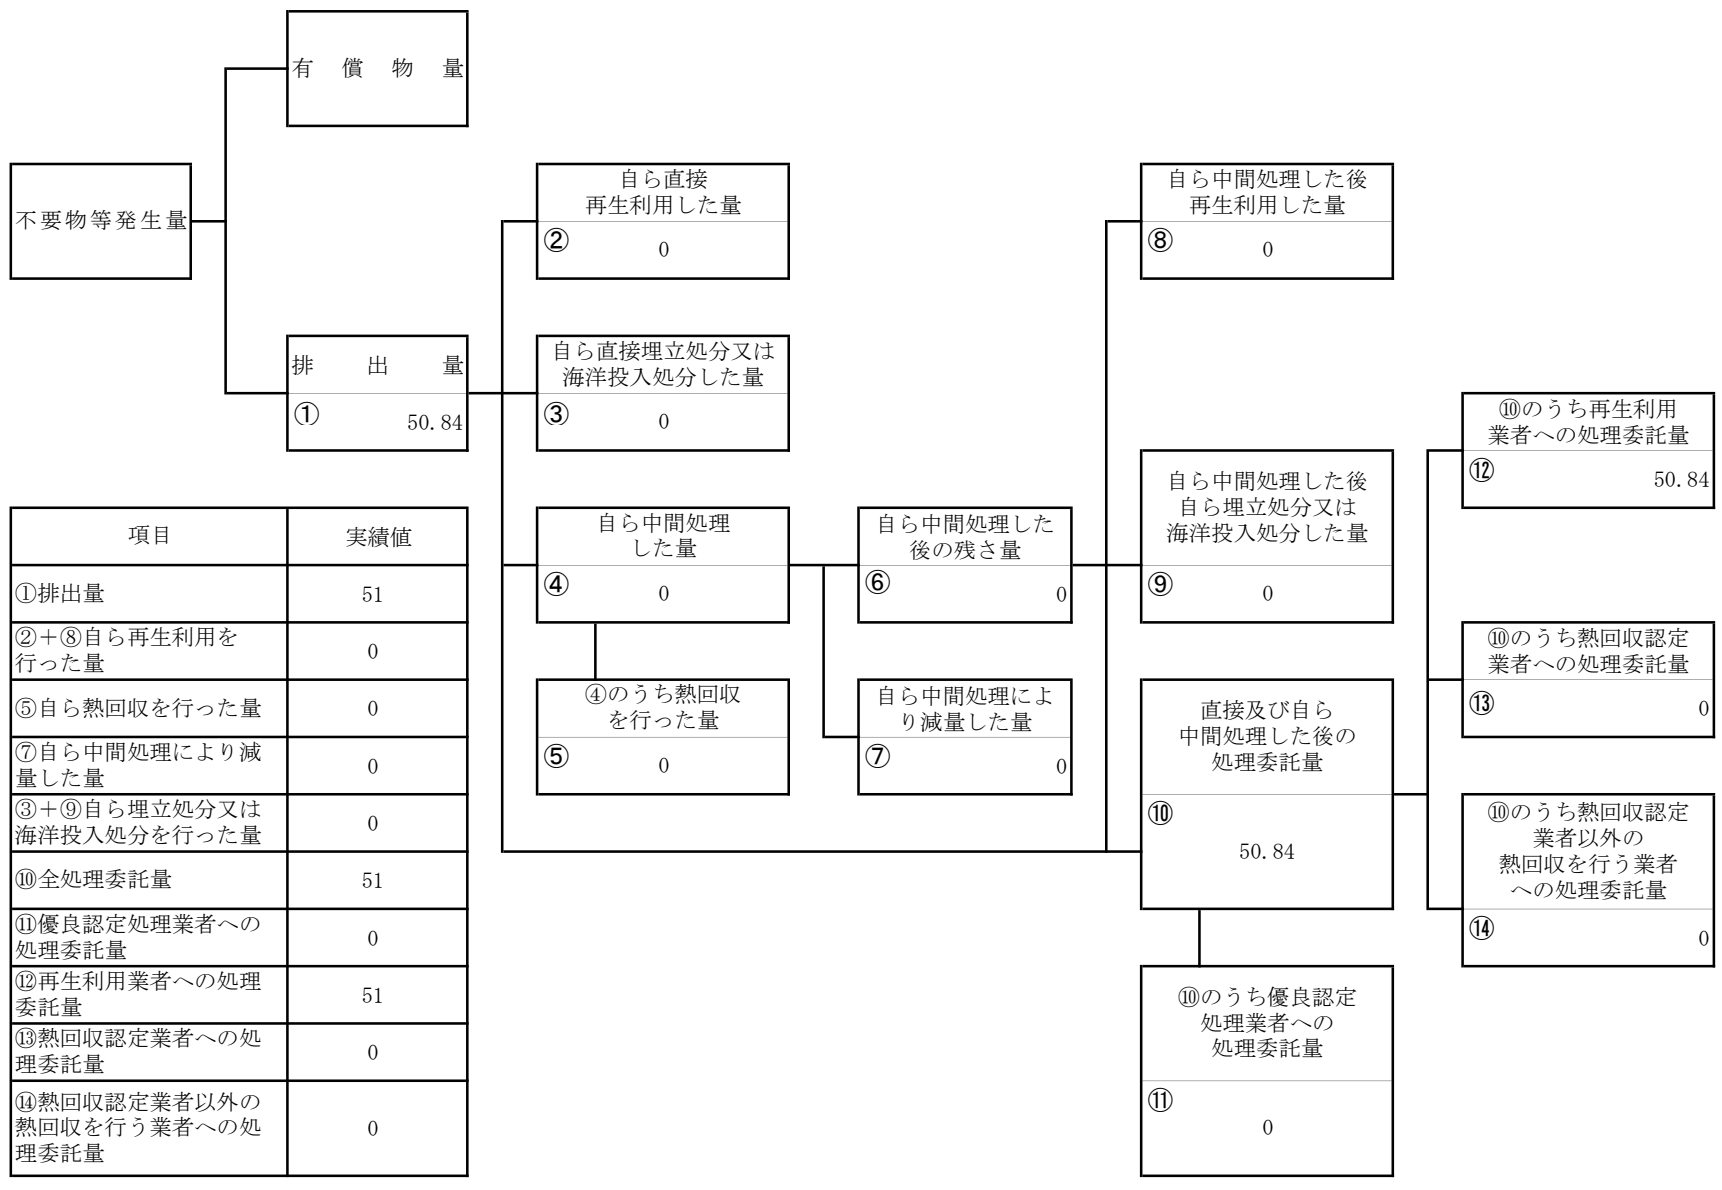 有償物量
不要物等発生量
排出量
①
50.84
自ら直接
再生利用した量
②
0
自ら直接埋立処分又は
海洋投入処分した量
③
0
自ら中間処理
した量
④
0
④のうち熱回収
を行った量
⑤
0
自ら中間処理した
後の残さ量
⑥
0
自ら中間処理によ
り減量した量
⑦
0
自ら中間処理した後
再生利用した量
⑧
0
自ら中間処理した後
自ら埋立処分又は
海洋投入処分した量
⑨
0
直接及び自ら
中間処理した後の
処理委託量
⑩
50.84
⑩のうち優良認定
処理業者への
処理委託量
⑪
0
⑩のうち再生利用
業者への処理委託量
⑫
50.84
⑩のうち熱回収認定
業者への処理委託量
⑬
0
⑩のうち熱回収認定
業者以外の
熱回収を行う業者
への処理委託量
⑭
0
項目 実績値
①排出量 51
②＋⑧自ら再生利用を
行った量 0
⑤自ら熱回収を行った量 0
⑦自ら中間処理により減
量した量 0
③＋⑨自ら埋立処分又は
海洋投入処分を行った量 0
⑩全処理委託量 51
⑪優良認定処理業者への
処理委託量 0
⑫再生利用業者への処理
委託量 51
⑬熱回収認定業者への処
理委託量 0
⑭熱回収認定業者以外の
熱回収を行う業者への処
理委託量 0